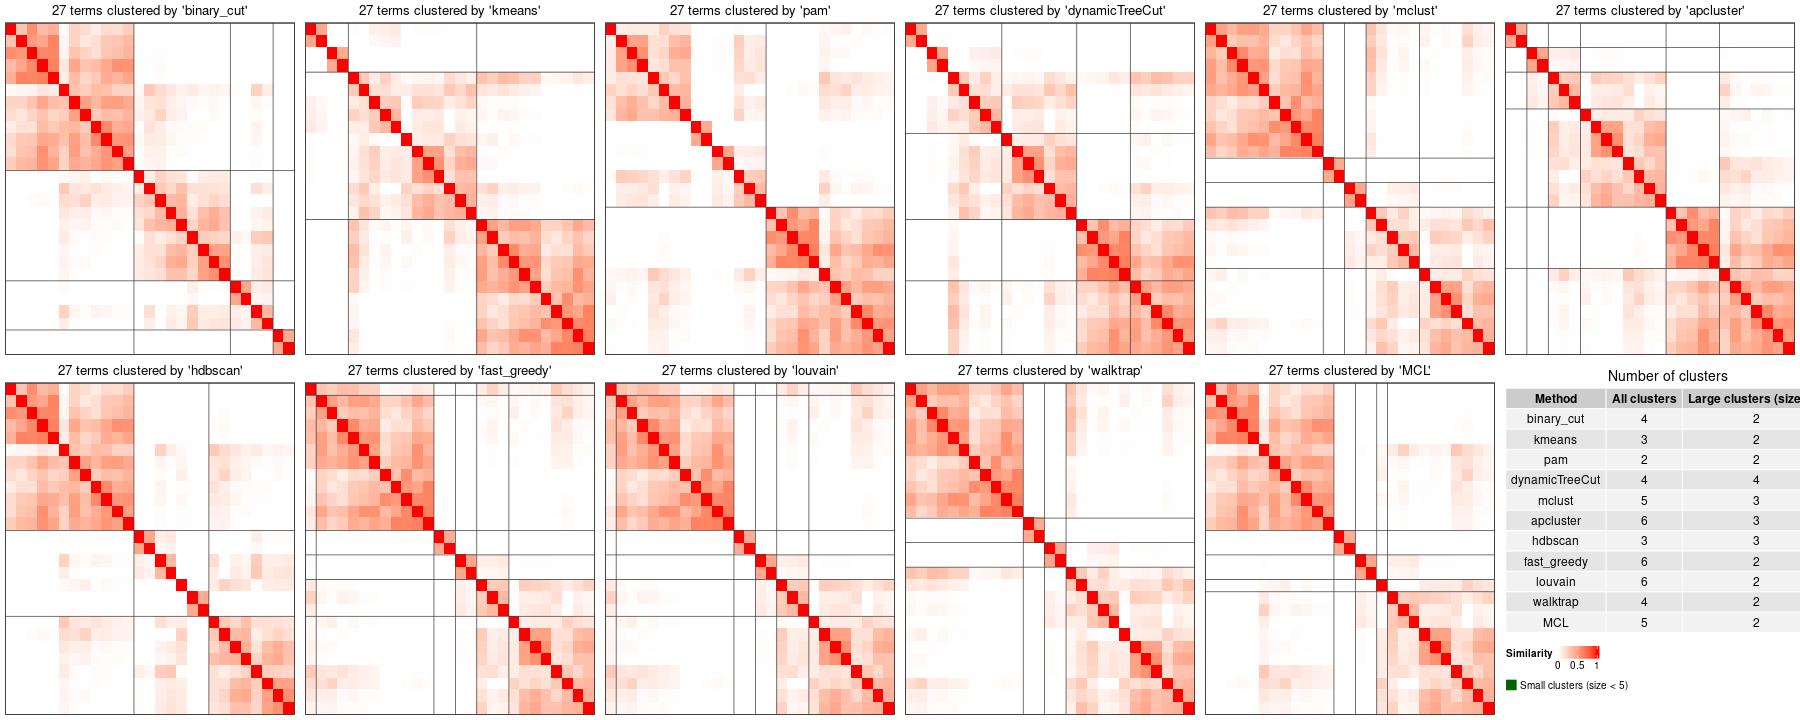 27 terms clustered by 'binary_cut'
27 terms clustered by 'kmeans'
27 terms clustered by 'pam'
27 terms clustered by 'dynamicTreeCut'
27 terms clustered by 'mclust'
27 terms clustered by 'apcluster'
27 terms clustered by 'hdbscan'
27 terms clustered by 'fast_greedy'
27 terms clustered by 'louvain'
27 terms clustered by 'walktrap'
27 terms clustered by 'MCL'
Number of clusters
Method All clusters Large clusters (size
binary_cut 4 2
kmeans 3 2
pam 2 2
dynamicTreeCut 4 4
mclust 5 3
apcluster 6 3
hdbscan 3 3
fast_greedy 6 2
louvain 6 2
walktrap 4 2
MCL 5 2
Similarity
0 0.5 1
Small clusters (size < 5)